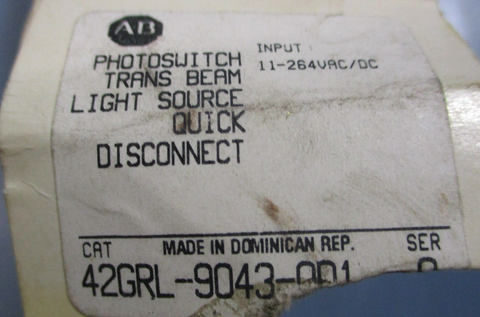 AB
PHOTOSWITCH
TRANS BEAM
LIGHT SOURCE
QUICK
DISCONNECT
INPUT:
11-264VAC/DC
CAT MADE IN DOMINICAN REP. SER
42GRL-9043-001